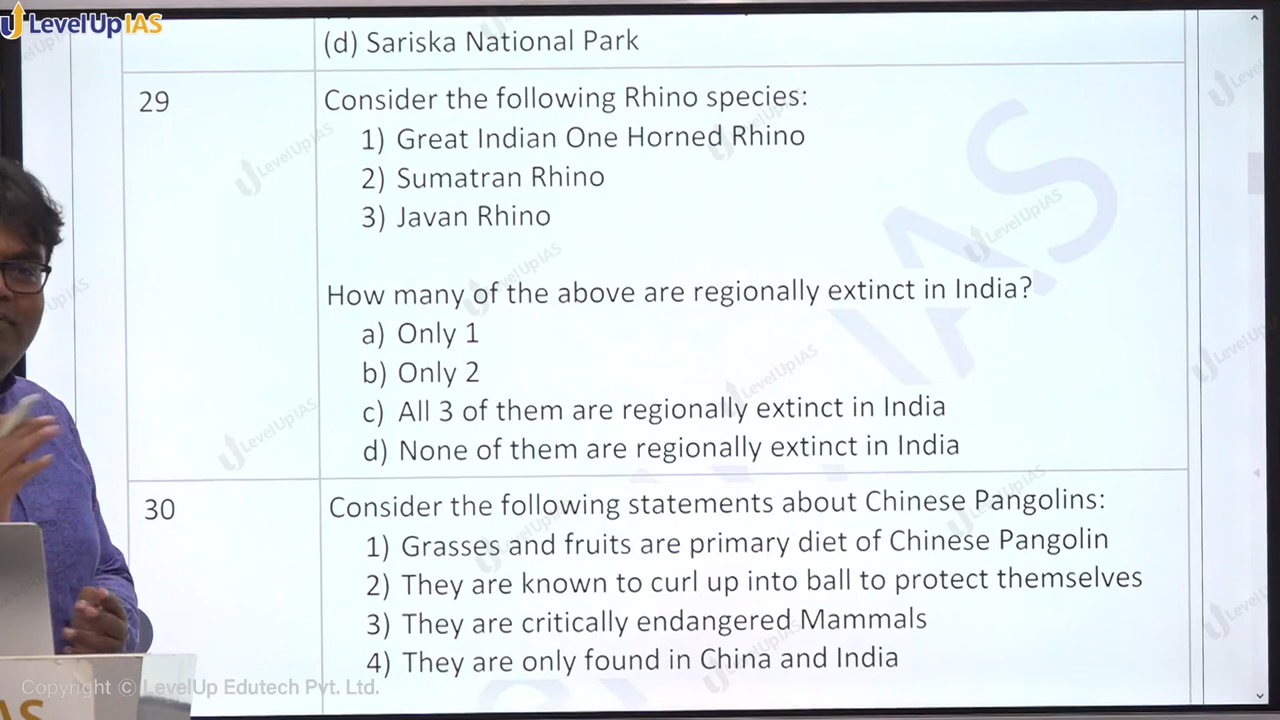 LevelUp IAS
(d) Sariska National Park
29
Consider the following Rhino species:
1) Great Indian One Horned Rhino
2) Sumatran Rhino
3) Javan Rhino
How many of the above are regionally extinct in India?
a) Only 1
b) Only 2
c) All 3 of them are regionally extinct in India
d) None of them are regionally extinct in India
30
Consider the following statements about Chinese Pangolins:
1) Grasses and fruits are primary diet of Chinese Pangolin
2) They are known to curl up into ball to protect themselves
3) They are critically endangered Mammals
4) They are only found in China and India
Copyright © LevelUp Edutech Pvt. Ltd.